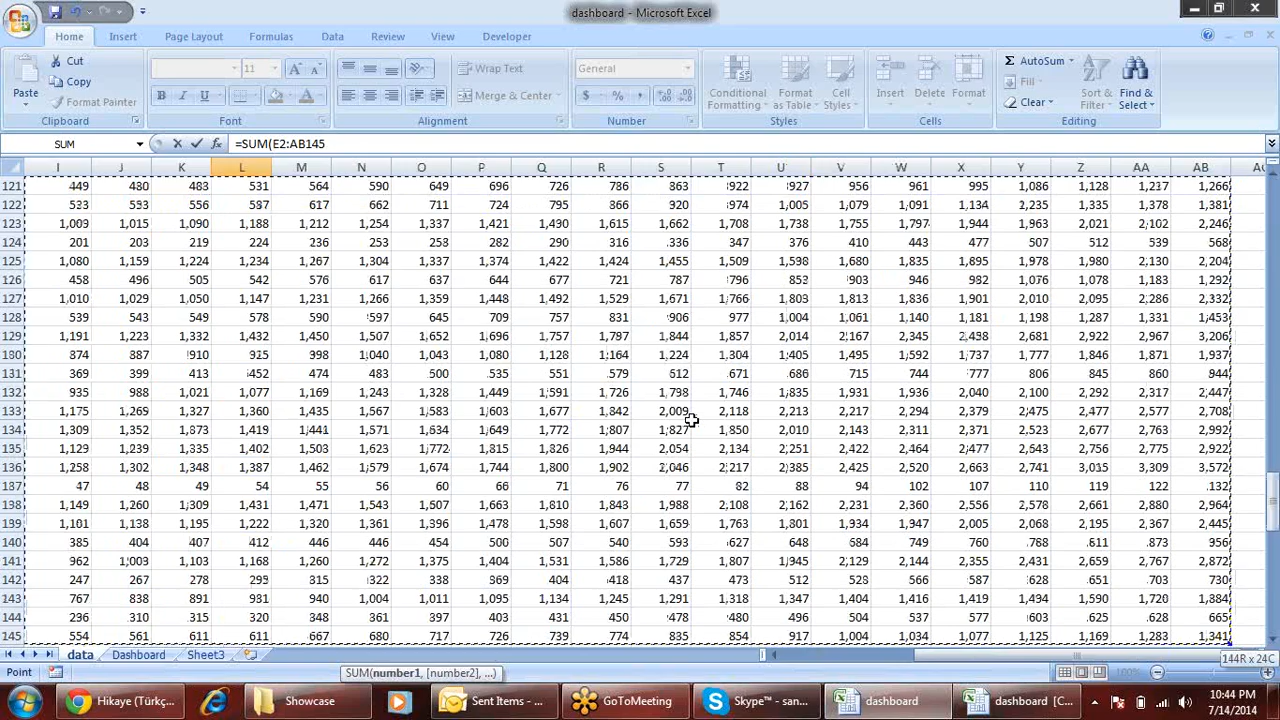 dashboard - Microsoft Excel
Home Insert Page Layout Formulas Data Review View Developer
Cut 11 A A Wrap Text General AutoSum
Paste Copy Fill
Format Painter B I U Merge & Center $ % , Conditional Formatting Format as Table Cell Styles Insert Delete Format Clear Sort & Filter Find & Select
Clipboard Font Alignment Number Styles Cells Editing
SUM =SUM(E2:AB145
I J K L M N O P Q R S T U V W X Y Z AA AB
121 449 480 483 531 564 590 649 696 726 786 863 922 927 956 961 995 1,086 1,128 1,217 1,266
122 533 553 556 587 617 662 711 724 795 866 920 974 1,005 1,079 1,091 1,134 1,335 1,378 1,381
123 1,009 1,015 1,090 1,188 1,212 1,254 1,337 1,421 1,490 1,615 1,662 1,708 1,738 1,755 1,797 1,944 1,963 2,021 2,102 2,246
124 201 203 219 224 236 253 258 282 290 316 336 347 376 410 443 477 507 512 539 568
125 1,080 1,159 1,224 1,234 1,267 1,304 1,337 1,374 1,422 1,424 1,455 1,509 1,598 1,680 1,835 1,895 1,978 1,980 2,130 2,204
126 458 496 505 542 576 617 637 644 677 721 787 796 852 903 946 982 1,076 1,078 1,183 1,292
127 1,010 1,029 1,050 1,147 1,231 1,266 1,359 1,448 1,492 1,529 1,671 1,766 1,803 1,813 1,836 1,901 2,010 2,095 2,286 2,332
128 539 543 549 578 590 597 645 709 757 831 906 977 1,004 1,061 1,140 1,181 1,198 1,287 1,331 1,453
129 1,191 1,223 1,332 1,432 1,450 1,507 1,652 1,696 1,757 1,797 1,844 1,857 2,014 2,167 2,345 2,498 2,681 2,922 2,967 3,206
130 874 887 910 925 998 1,040 1,043 1,080 1,128 1,164 1,224 1,304 1,405 1,495 1,592 1,737 1,777 1,846 1,871 1,937
131 369 399 413 452 474 483 500 535 551 579 612 671 686 715 744 777 806 845 860 944
132 935 988 1,021 1,077 1,169 1,243 1,328 1,449 1,591 1,726 1,798 1,746 1,835 1,931 1,936 2,040 2,100 2,292 2,317 2,447
133 1,175 1,269 1,327 1,360 1,435 1,567 1,583 1,603 1,677 1,842 2,009 2,118 2,213 2,217 2,294 2,379 2,475 2,477 2,577 2,708
134 1,309 1,352 1,373 1,419 1,441 1,571 1,634 1,649 1,772 1,807 1,827 1,850 2,010 2,143 2,311 2,371 2,523 2,677 2,763 2,992
135 1,129 1,239 1,335 1,402 1,503 1,623 1,772 1,815 1,826 1,944 2,054 2,134 2,251 2,422 2,464 2,477 2,643 2,756 2,775 2,922
136 1,258 1,302 1,348 1,387 1,462 1,579 1,674 1,744 1,800 1,902 2,046 2,217 2,385 2,425 2,520 2,663 2,741 3,015 3,309 3,572
137 47 48 49 54 55 56 60 66 71 76 77 82 88 94 102 107 110 119 122 132
138 1,149 1,260 1,309 1,431 1,471 1,543 1,507 1,663 1,810 1,843 1,988 2,108 2,162 2,231 2,360 2,556 2,578 2,661 2,880 2,964
139 1,101 1,138 1,195 1,222 1,320 1,361 1,396 1,478 1,598 1,607 1,659 1,763 1,801 1,934 1,947 2,005 2,068 2,195 2,367 2,445
140 385 404 407 412 446 446 454 500 507 540 593 627 648 684 749 760 768 811 873 956
141 962 1,003 1,103 1,168 1,260 1,272 1,375 1,404 1,531 1,586 1,729 1,807 1,945 2,129 2,144 2,355 2,431 2,659 2,767 2,872
142 247 267 278 295 315 322 338 369 404 418 437 473 512 528 566 587 628 651 703 730
143 767 838 891 931 940 1,004 1,011 1,095 1,134 1,245 1,291 1,318 1,347 1,404 1,416 1,419 1,494 1,590 1,720 1,884
144 296 310 315 320 348 361 397 403 431 450 478 480 496 504 537 577 603 625 628 665
145 554 561 611 611 667 680 717 726 739 774 835 854 917 1,004 1,034 1,077 1,125 1,169 1,283 1,341
data Dashboard Sheet3 144R x 24C
Point SUM(number1, [number2], ...) 100%
Hikaye (Türkç... Showcase Sent Items - ... GoToMeeting Skype™ - san... dashboard dashboard [C... 10:44 PM
7/14/2014